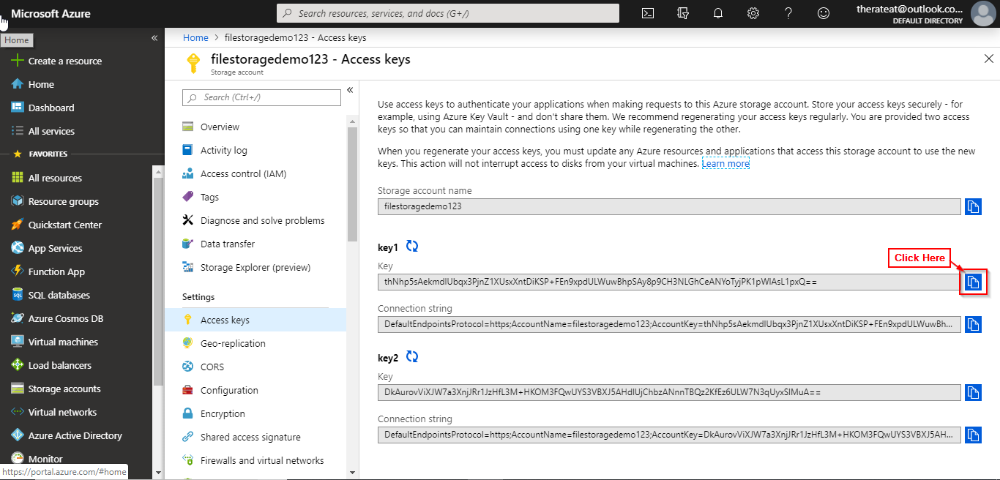 Microsoft Azure
Search resources, services, and docs (G+/)
therateat@outlook.co...
DEFAULT DIRECTORY
Home
Create a resource
Home
Dashboard
All services
FAVORITES
All resources
Resource groups
Quickstart Center
App Services
Function App
SQL databases
Azure Cosmos DB
Virtual machines
Load balancers
Storage accounts
Virtual networks
Azure Active Directory
Monitor
https://portal.azure.com/#home
Home > filestoragedemo123 - Access keys
filestoragedemo123 - Access keys
Storage account
Search (Ctrl+/)
Overview
Activity log
Access control (IAM)
Tags
Diagnose and solve problems
Data transfer
Storage Explorer (preview)
Settings
Access keys
Geo-replication
CORS
Configuration
Encryption
Shared access signature
Firewalls and virtual networks
Use access keys to authenticate your applications when making requests to this Azure storage account. Store your access keys securely - for
example, using Azure Key Vault - and don't share them. We recommend regenerating your access keys regularly. You are provided two access
keys so that you can maintain connections using one key while regenerating the other.
When you regenerate your access keys, you must update any Azure resources and applications that access this storage account to use the new
keys. This action will not interrupt access to disks from your virtual machines. Learn more
Storage account name
filestoragedemo123
key1
Click Here
Key
Connection string
DefaultEndpointsProtocol=https;AccountName=filestoragedemo123;AccountKey=
key2
Key
Connection string
DefaultEndpointsProtocol=https;AccountName=filestoragedemo123;AccountKey=